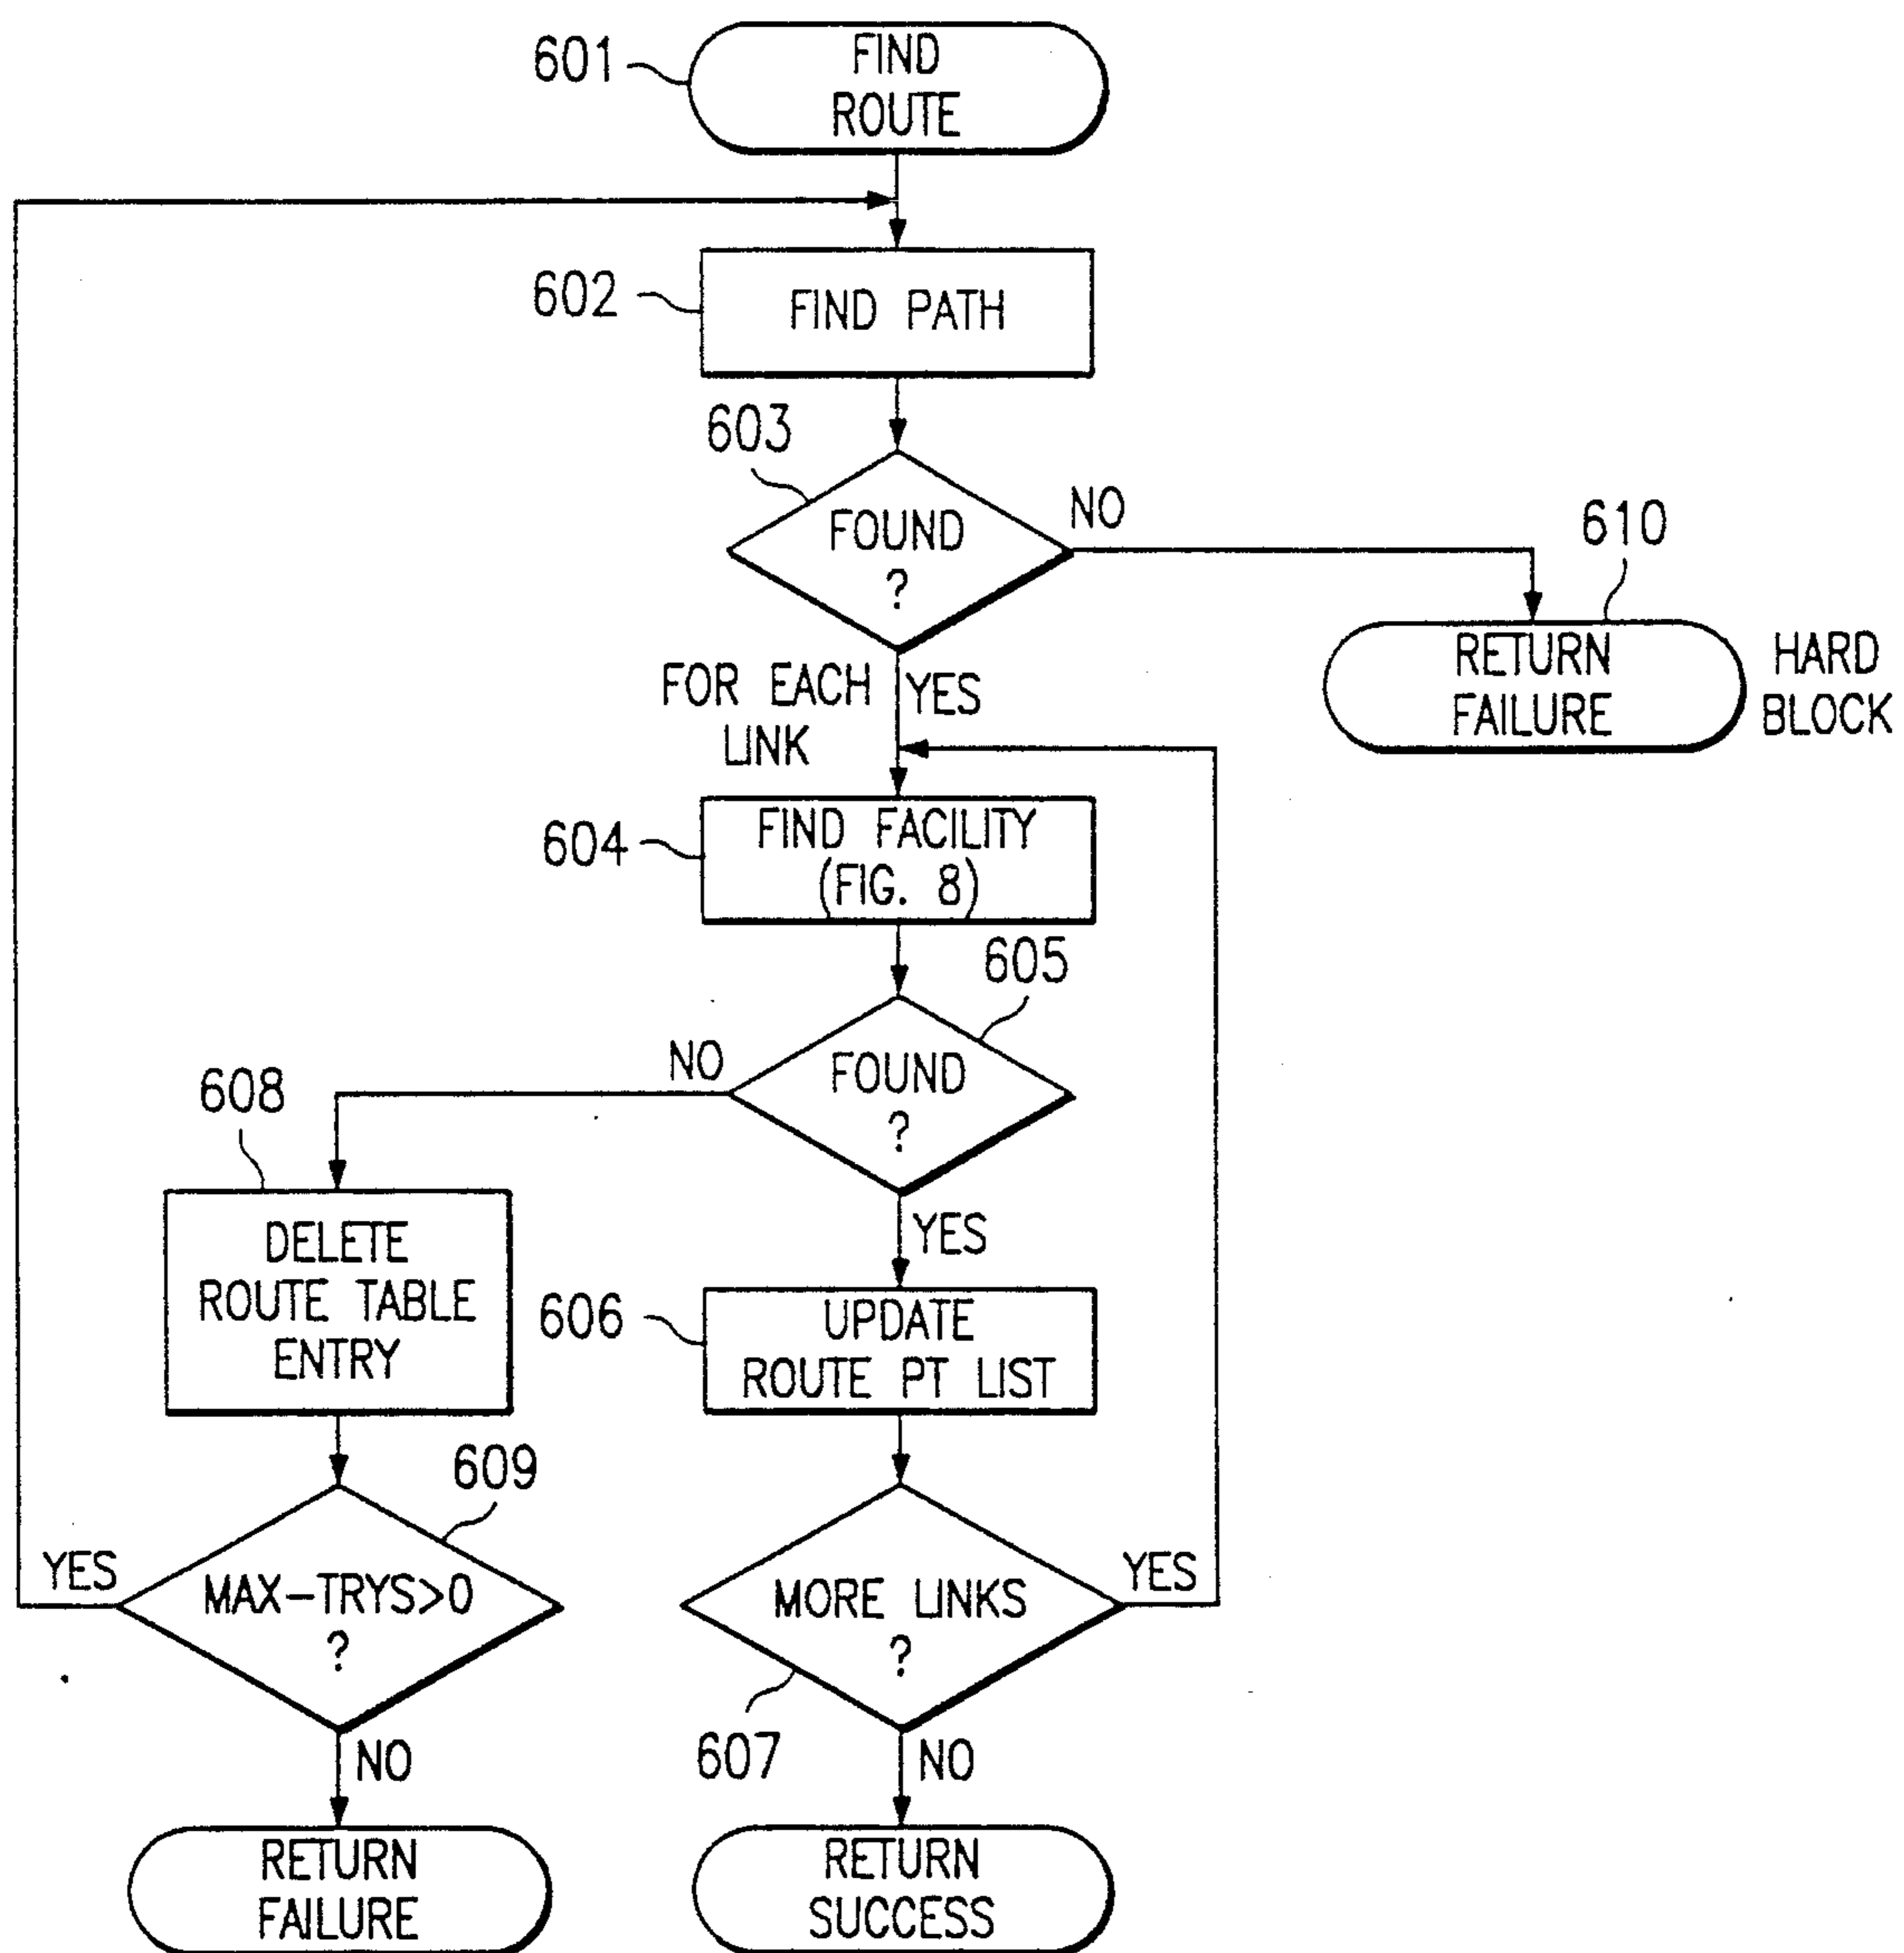 601
FIND
ROUTE
602
FIND PATH
603
FOUND
?
NO
610
RETURN
FAILURE
HARD
BLOCK
FOR EACH
LINK
YES
604
FIND FACILITY
(FIG. 8)
605
FOUND
?
NO
YES
608
DELETE
ROUTE TABLE
ENTRY
606
UPDATE
ROUTE PT LIST
609
MAX-TRYS>0
?
YES
NO
MORE LINKS
?
YES
607
NO
RETURN
FAILURE
RETURN
SUCCESS